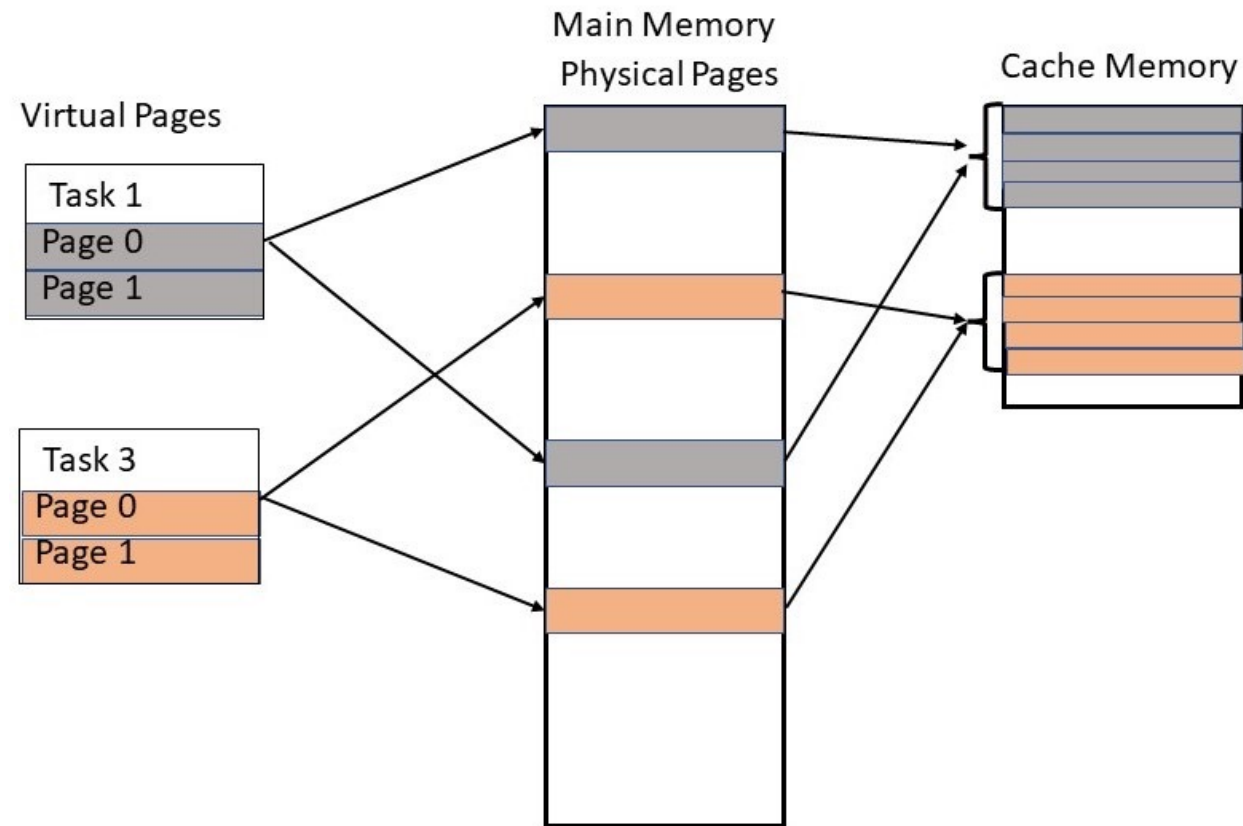 Main Memory
Physical Pages
Cache Memory
Virtual Pages
Task 1
Page 0
Page 1
Task 3
Page 0
Page 1